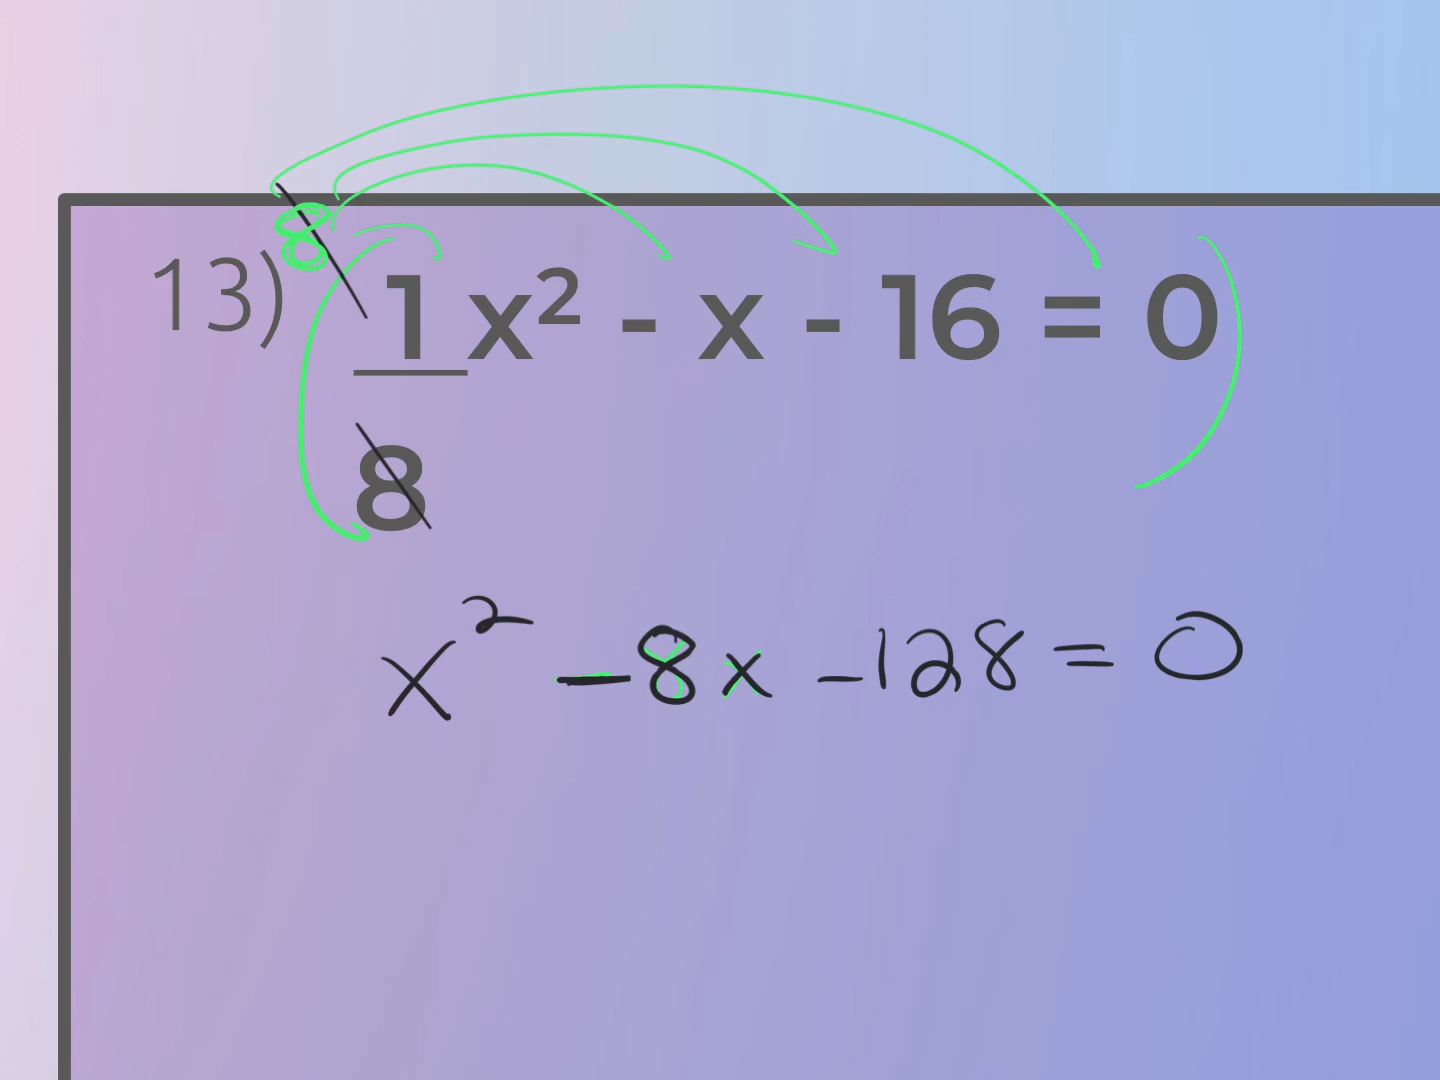 8
13) 1 x² - x - 16 = 0
8
x² - 8x - 128 = 0